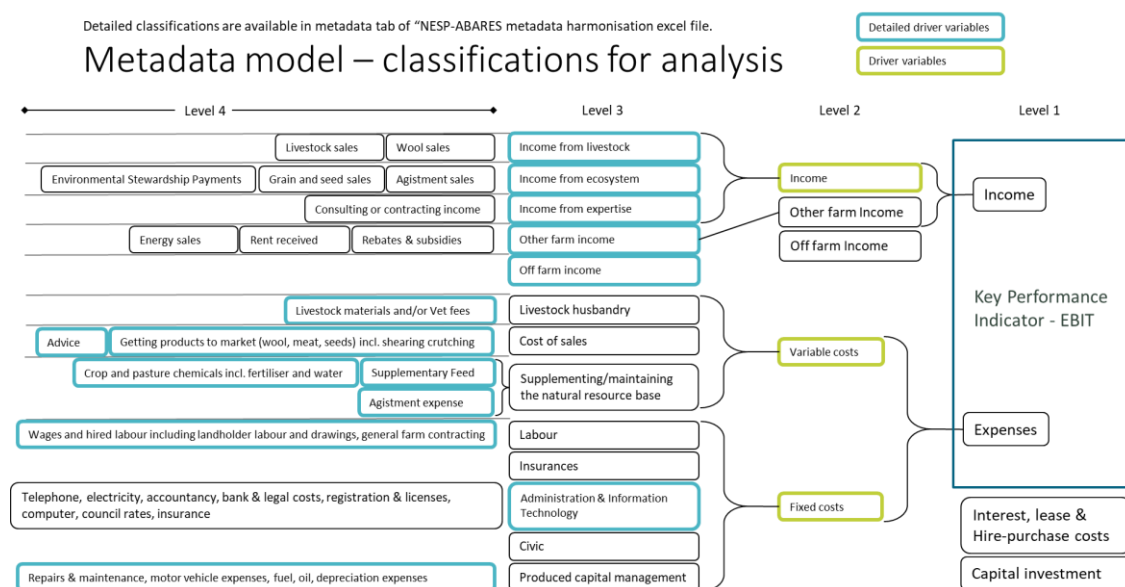 Detailed classifications are available in metadata tab of “NESP-ABARES metadata harmonisation excel file.
Metadata model – classifications for analysis
Detailed driver variables
Driver variables
Level 4
Level 3
Level 2
Level 1
Livestock sales
Wool sales
Income from livestock
Environmental Stewardship Payments
Grain and seed sales
Agistment sales
Income from ecosystem
Income
Income
Consulting or contracting income
Income from expertise
Other farm Income
Energy sales
Rent received
Rebates & subsidies
Other farm income
Off farm Income
Off farm income
Key Performance
Indicator - EBIT
Livestock materials and/or Vet fees
Livestock husbandry
Advice
Getting products to market (wool, meat, seeds) incl. shearing crutching
Cost of sales
Variable costs
Crop and pasture chemicals incl. fertiliser and water
Supplementary Feed
Supplementing/maintaining
the natural resource base
Agistment expense
Wages and hired labour including landholder labour and drawings, general farm contracting
Labour
Expenses
Insurances
Telephone, electricity, accountancy, bank & legal costs, registration & licenses,
computer, council rates, insurance
Administration & Information
Technology
Fixed costs
Interest, lease &
Hire-purchase costs
Civic
Repairs & maintenance, motor vehicle expenses, fuel, oil, depreciation expenses
Produced capital management
Capital investment